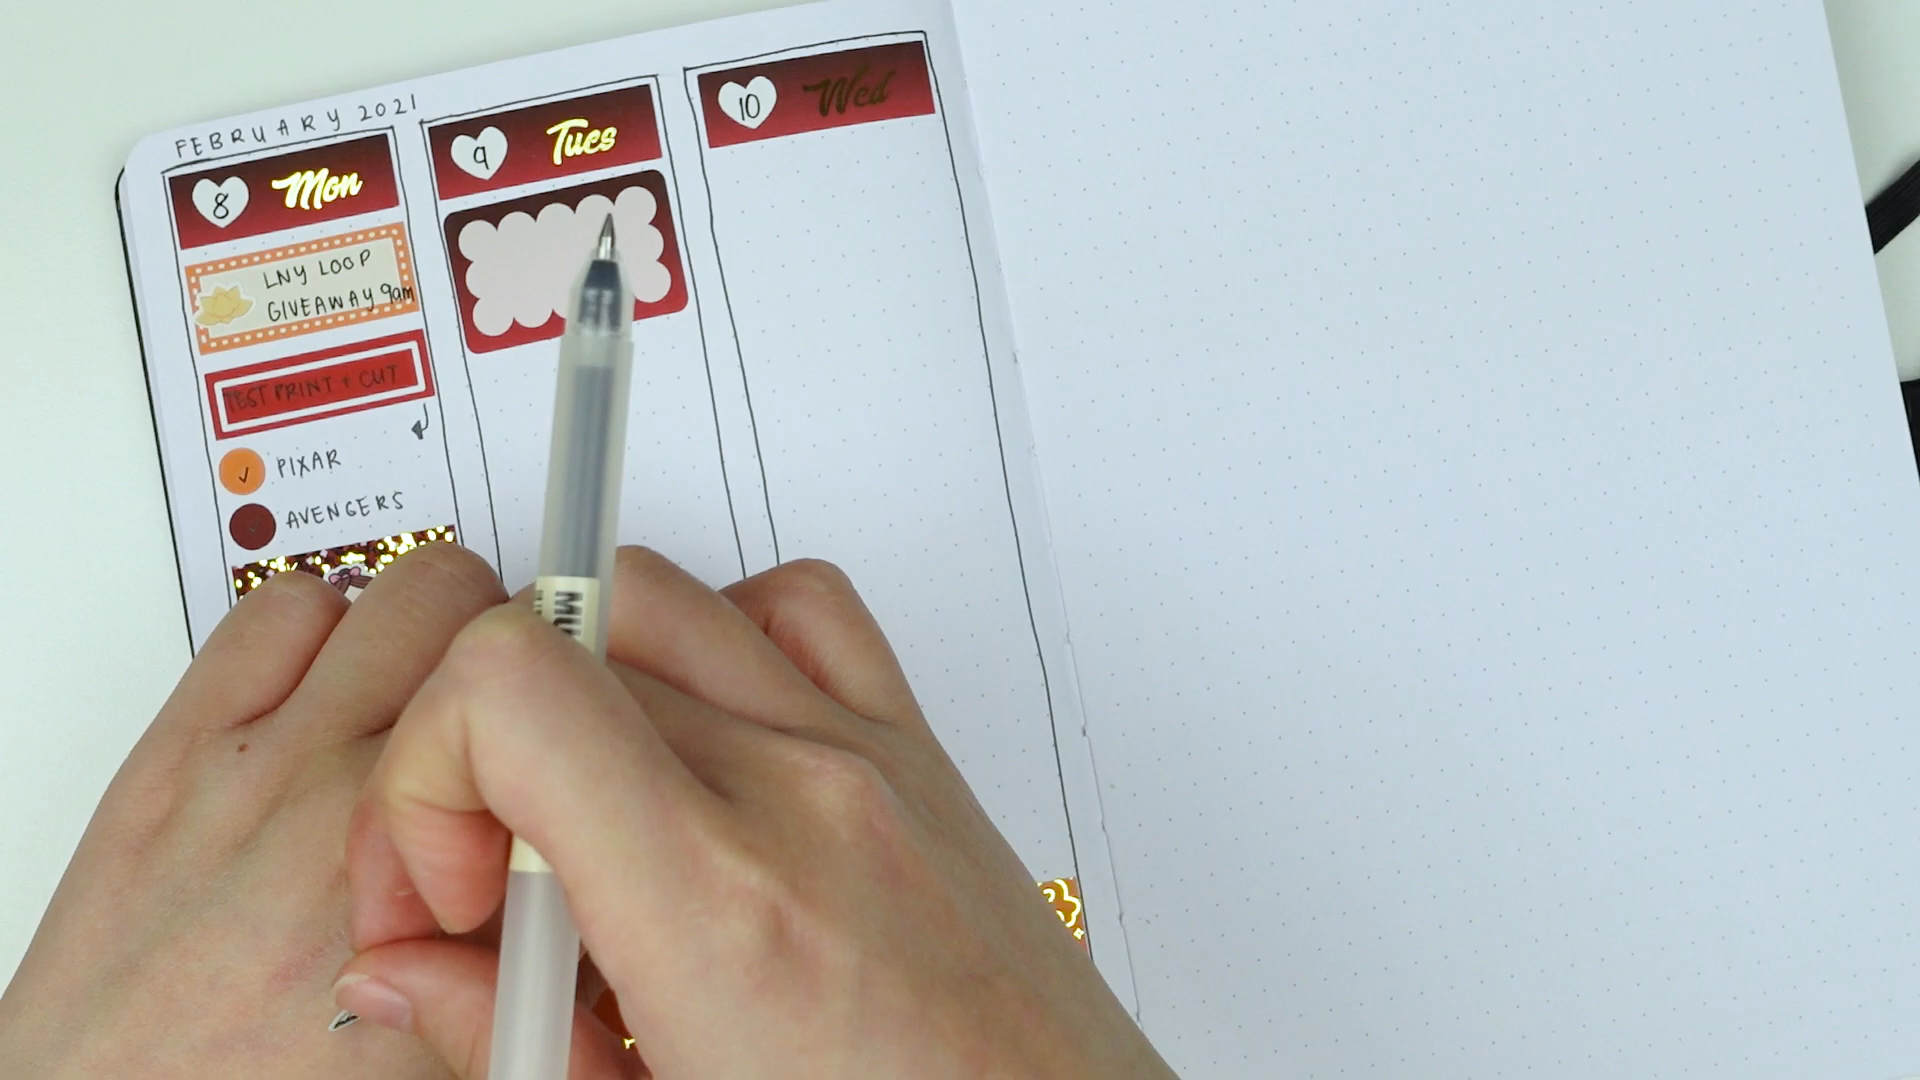 FEBRUARY 2021
8 Mon
LNY LOOP
GIVEAWAY 9am
TEST PRINT + CUT
PIXAR
AVENGERS
9 Tues
10 Wed